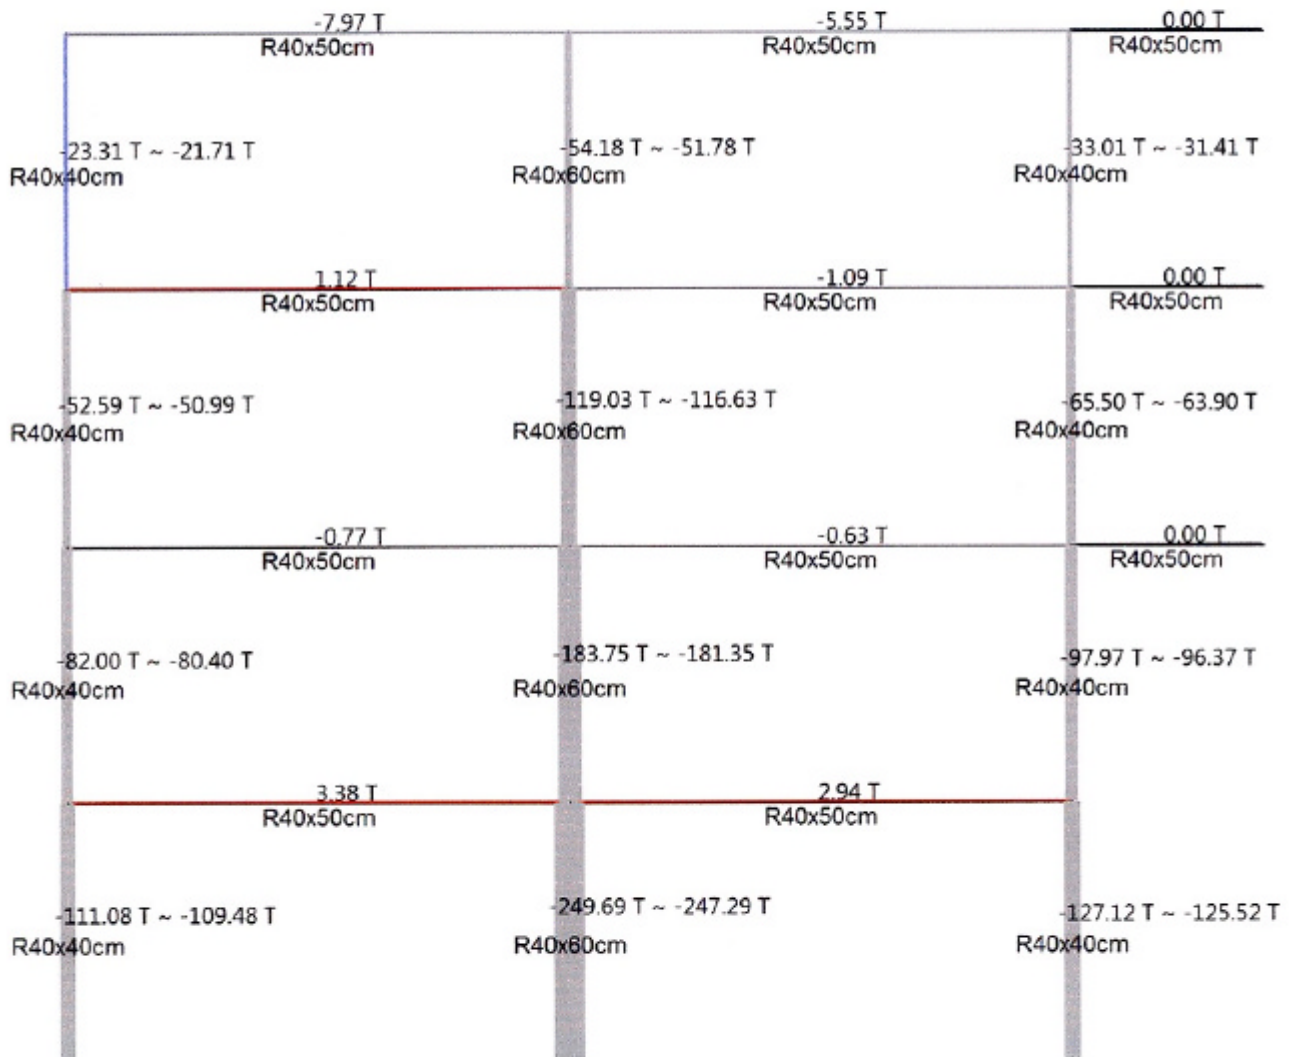 -7.97 T -5.55 T 0.00 T
R40x50cm R40x50cm R40x50cm
-23.31 T ~ -21.71 T -54.18 T ~ -51.78 T -33.01 T ~ -31.41 T
R40x40cm R40x60cm R40x40cm
1.12 T -1.09 T 0.00 T
R40x50cm R40x50cm R40x50cm
-52.59 T ~ -50.99 T -119.03 T ~ -116.63 T -65.50 T ~ -63.90 T
R40x40cm R40x60cm R40x40cm
-0.77 T -0.63 T 0.00 T
R40x50cm R40x50cm R40x50cm
-82.00 T ~ -80.40 T -183.75 T ~ -181.35 T -97.97 T ~ -96.37 T
R40x40cm R40x60cm R40x40cm
3.38 T 2.94 T
R40x50cm R40x50cm
-111.08 T ~ -109.48 T -249.69 T ~ -247.29 T -127.12 T ~ -125.52 T
R40x40cm R40x60cm R40x40cm